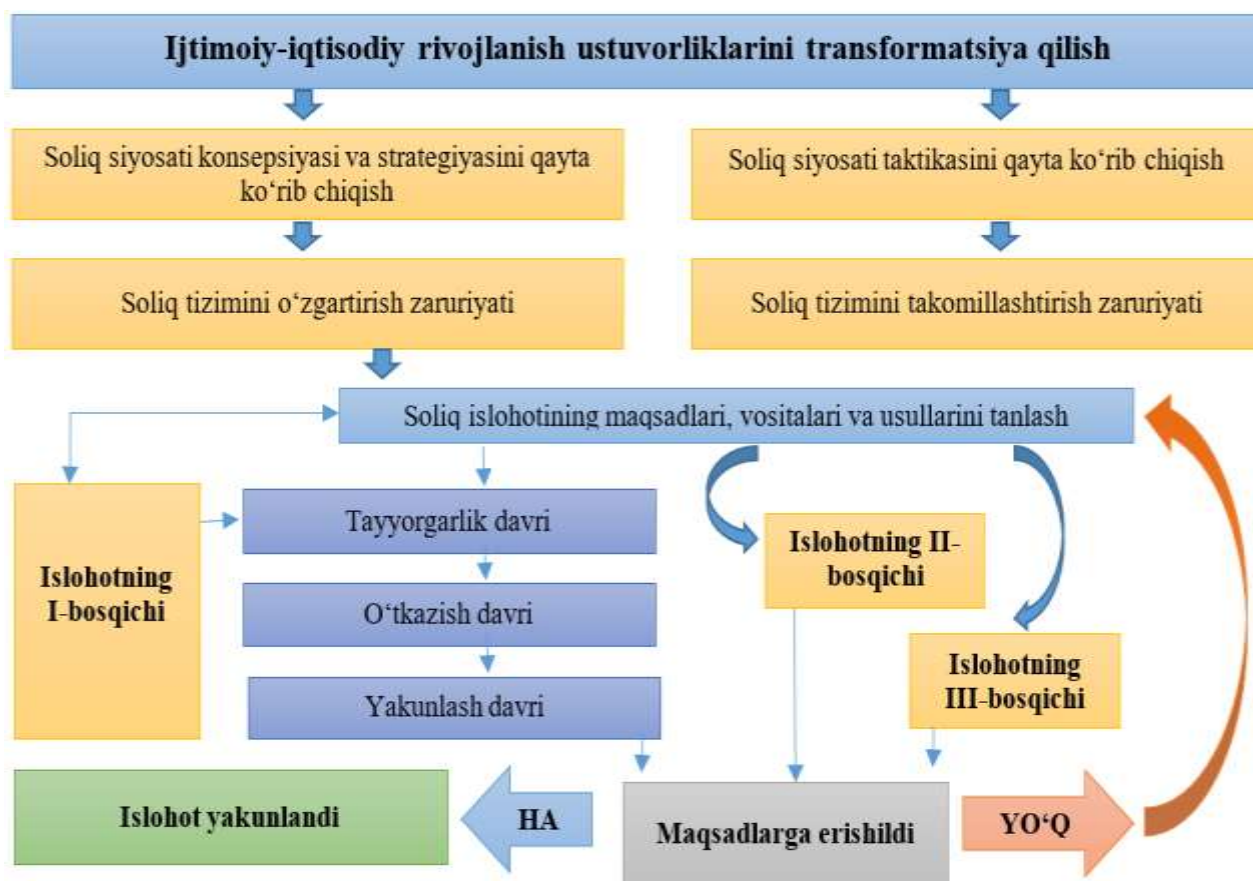 Ijtimoiy-iqtisodiy rivojlanish ustuvorliklarini transformatsiya qilish
Soliq siyosati konsepsiyasi va strategiyasini qayta
ko‘rib chiqish
Soliq siyosati taktikasini qayta ko‘rib chiqish
Soliq tizimini o‘zgartirish zaruriyati
Soliq tizimini takomillashtirish zaruriyati
Soliq islohotining maqsadlari, vositalari va usullarini tanlash
Islohotning
I-bosqichi
Tayyorgarlik davri
O‘tkazish davri
Yakunlash davri
Islohotning II-
bosqichi
Islohotning
III-bosqichi
Islohot yakunlandi
HA
Maqsadlarga erishildi
YO‘Q